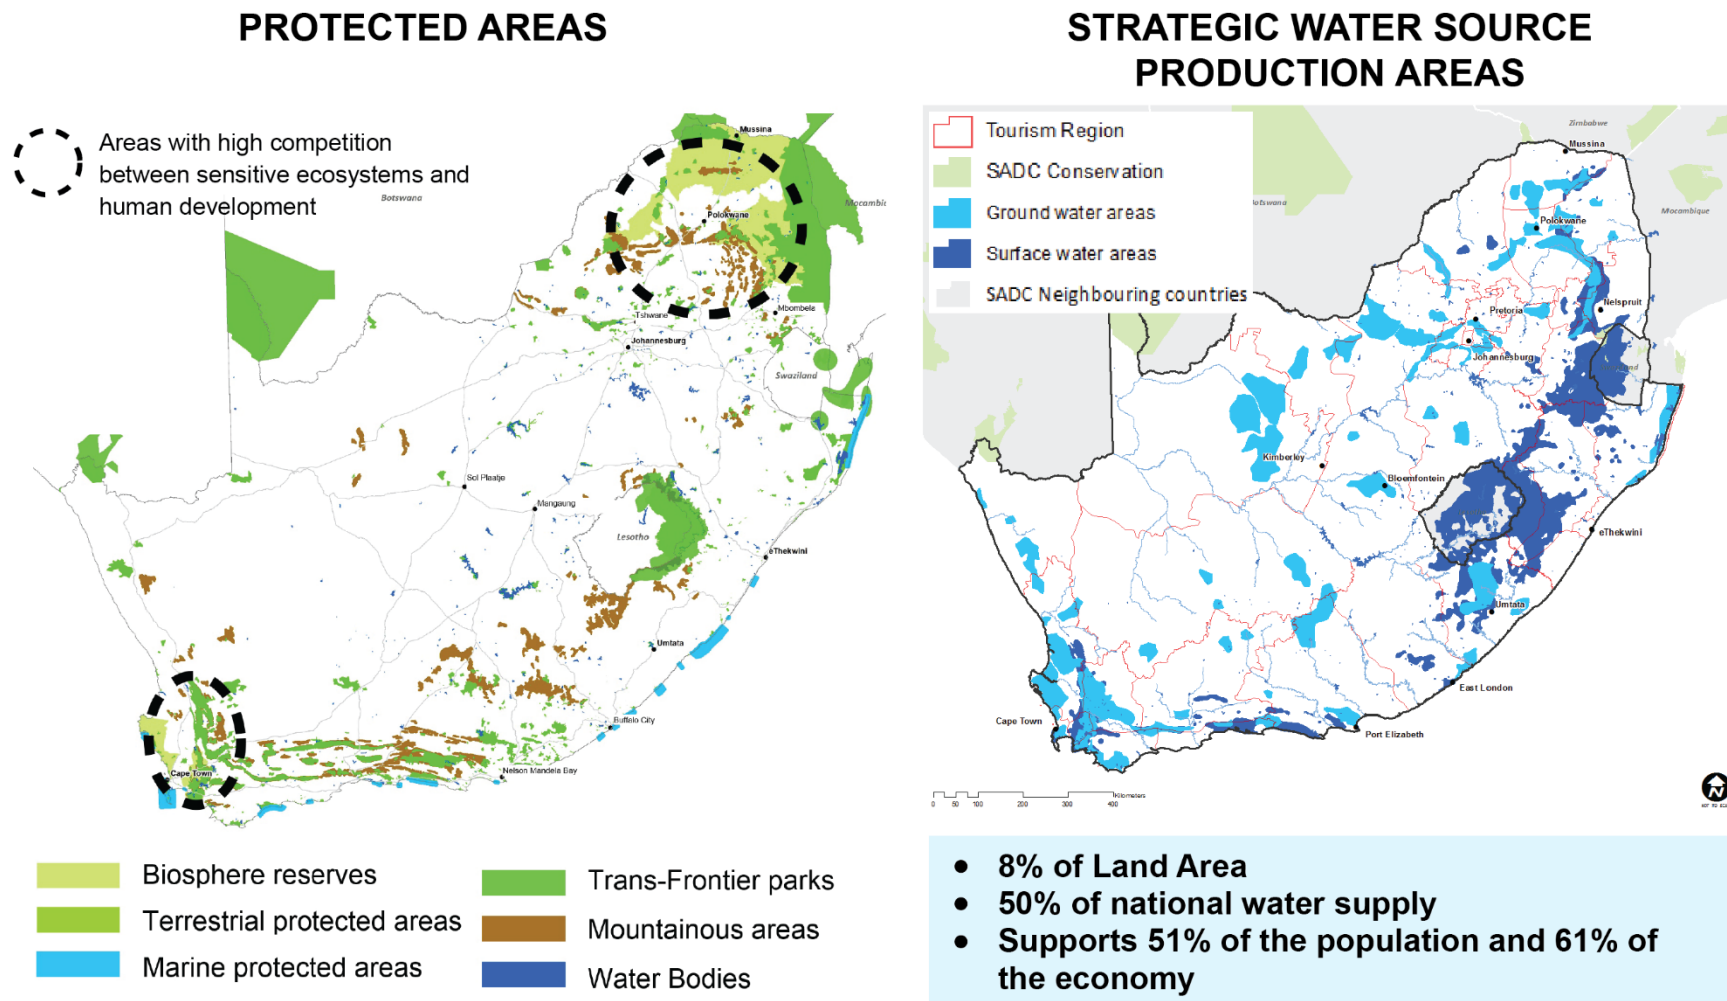 PROTECTED AREAS
Areas with high competition
between sensitive ecosystems and
human development
Botswana
Mussina
Polokwane
Mbombela
Tshwane
Johannesburg
Swaziland
Sol Plaatje
Mangaung
Lesotho
eThekwini
Umtata
Buffalo City
Nelson Mandela Bay
Cape Town
Biosphere reserves
Terrestrial protected areas
Marine protected areas
Trans-Frontier parks
Mountainous areas
Water Bodies
STRATEGIC WATER SOURCE
PRODUCTION AREAS
Tourism Region
SADC Conservation
Ground water areas
Surface water areas
SADC Neighbouring countries
Zimbabwe
Mussina
Mocambique
Polokwane
Nelspruit
Pretoria
Johannesburg
Kimberley
Bloemfontein
eThekwini
Umtata
East London
Port Elizabeth
Cape Town
0 50 100 200 300 400
Kilometers
N
• 8% of Land Area
• 50% of national water supply
• Supports 51% of the population and 61% of
the economy